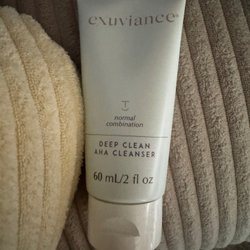 exuviance
normal
combination
DEEP CLEAN
AHA CLEANSER
60 mL/2 fl oz